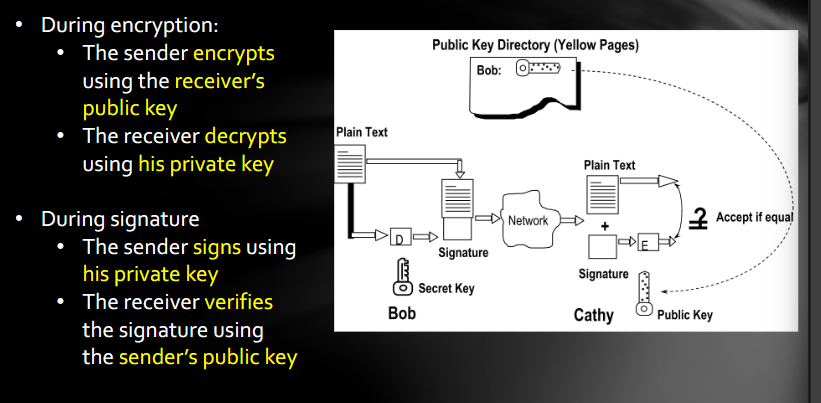 • During encryption:
• The sender encrypts
using the receiver's
public key
• The receiver decrypts
using his private key
• During signature
• The sender signs using
his private key
• The receiver verifies
the signature using
the sender's public key
Public Key Directory (Yellow Pages)
Bob:
Plain Text
Plain Text
Network
?
Accept if equal
+
D
E
Signature
Signature
Secret Key
Public Key
Bob
Cathy